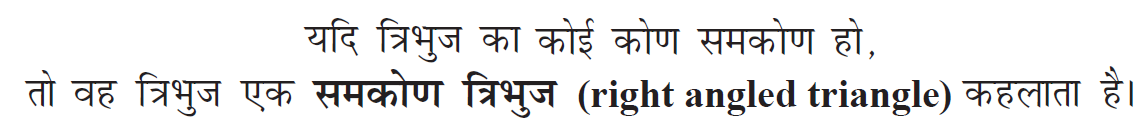 यदि त्रिभुज का कोई कोण समकोण हो,
तो वह त्रिभुज एक समकोण त्रिभुज (right angled triangle) कहलाता है।